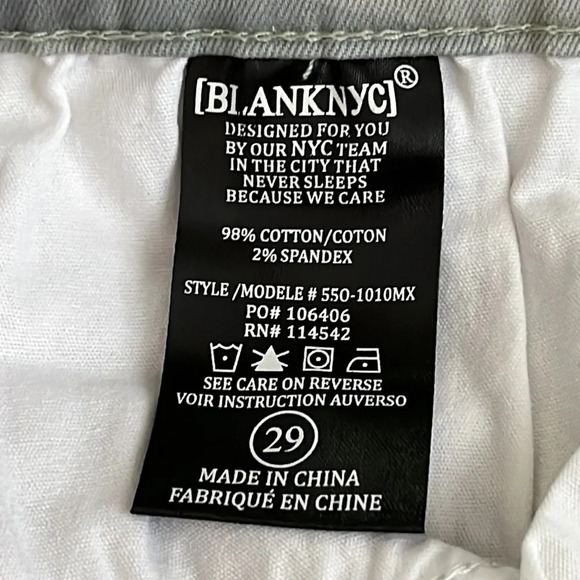 [BLANKNYC]®
DESIGNED FOR YOU
BY OUR NYC TEAM
IN THE CITY THAT
NEVER SLEEPS
BECAUSE WE CARE
98% COTTON/COTON
2% SPANDEX
STYLE /MODELE # 550-1010MX
PO# 106406
RN# 114542
SEE CARE ON REVERSE
VOIR INSTRUCTION AUVERSO
29
MADE IN CHINA
FABRIQUÉ EN CHINE